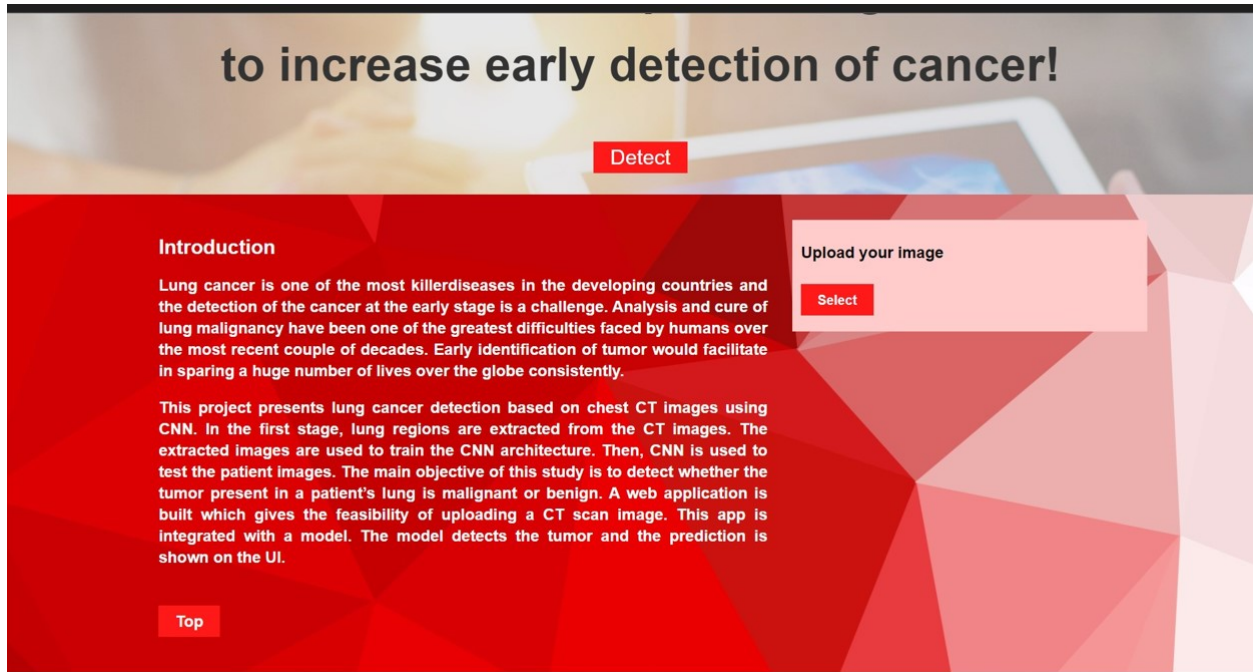 to increase early detection of cancer!
Detect
Introduction
Lung cancer is one of the most killerdiseases in the developing countries and
the detection of the cancer at the early stage is a challenge. Analysis and cure of
lung malignancy have been one of the greatest difficulties faced by humans over
the most recent couple of decades. Early identification of tumor would facilitate
in sparing a huge number of lives over the globe consistently.
This project presents lung cancer detection based on chest CT images using
CNN. In the first stage, lung regions are extracted from the CT images. The
extracted images are used to train the CNN architecture. Then, CNN is used to
test the patient images. The main objective of this study is to detect whether the
tumor present in a patient's lung is malignant or benign. A web application is
built which gives the feasibility of uploading a CT scan image. This app is
integrated with a model. The model detects the tumor and the prediction is
shown on the UI.
Top
Upload your image
Select